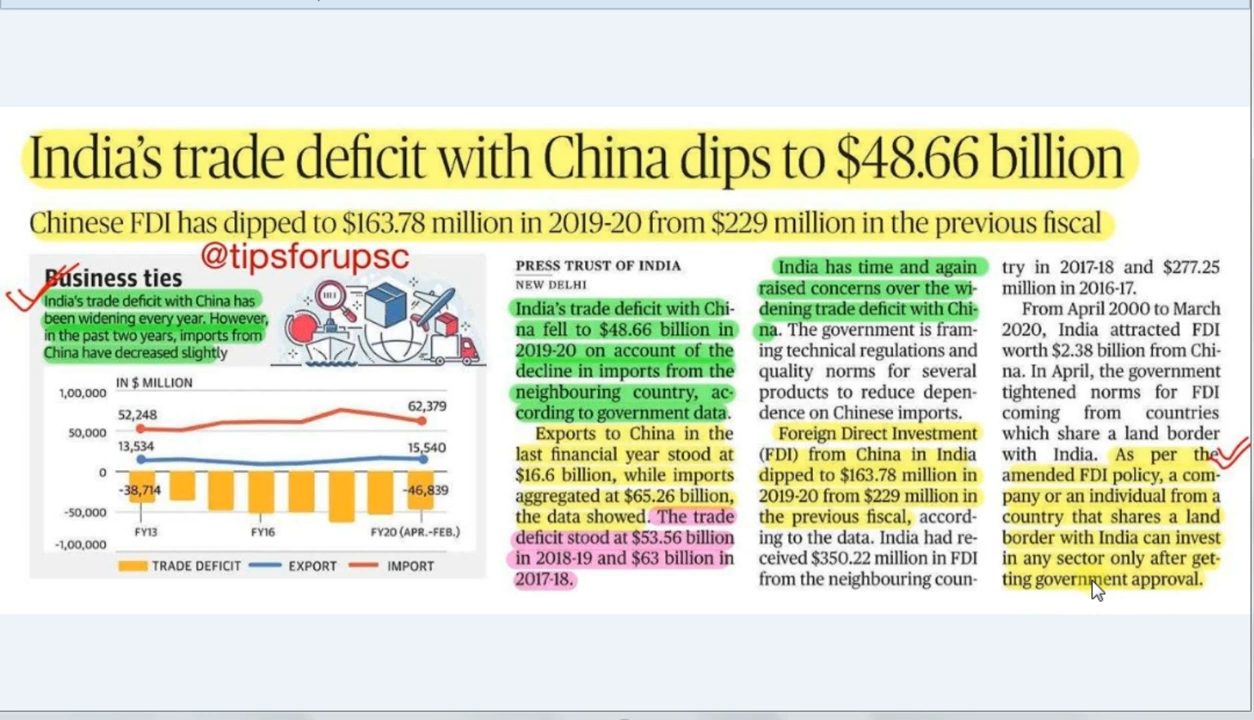 India's trade deficit with China dips to $48.66 billion
Chinese FDI has dipped to $163.78 million in 2019-20 from $229 million in the previous fiscal
@tipsforupsc
Business ties
India's trade deficit with China has
been widening every year. However,
in the past two years, imports from
China have decreased slightly
IN $ MILLION
1,00,000
52,248
62,379
50,000
13,534
15,540
0
-38,714
-46,839
-50,000
FY13
FY16
FY20 (APR.-FEB.)
-1,00,000
TRADE DEFICIT
EXPORT
IMPORT
PRESS TRUST OF INDIA
NEW DELHI
India's trade deficit with Chi-
na fell to $48.66 billion in
2019-20 on account of the
decline in imports from the
neighbouring country, ac-
cording to government data.
Exports to China in the
last financial year stood at
$16.6 billion, while imports
aggregated at $65.26 billion,
the data showed. The trade
deficit stood at $53.56 billion
in 2018-19 and $63 billion in
2017-18.
India has time and again
raised concerns over the wi-
dening trade deficit with Chi-
na. The government is fram-
ing technical regulations and
quality norms for several
products to reduce depen-
dence on Chinese imports.
Foreign Direct Investment
(FDI) from China in India
dipped to $163.78 million in
2019-20 from $229 million in
the previous fiscal, accord-
ing to the data. India had re-
ceived $350.22 million in FDI
from the neighbouring coun-
try in 2017-18 and $277.25
million in 2016-17.
From April 2000 to March
2020, India attracted FDI
worth $2.38 billion from Chi-
na. In April, the government
tightened norms for FDI
coming from countries
which share a land border
with India. As per the
amended FDI policy, a com-
pany or an individual from a
country that shares a land
border with India can invest
in any sector only after get-
ting government approval.